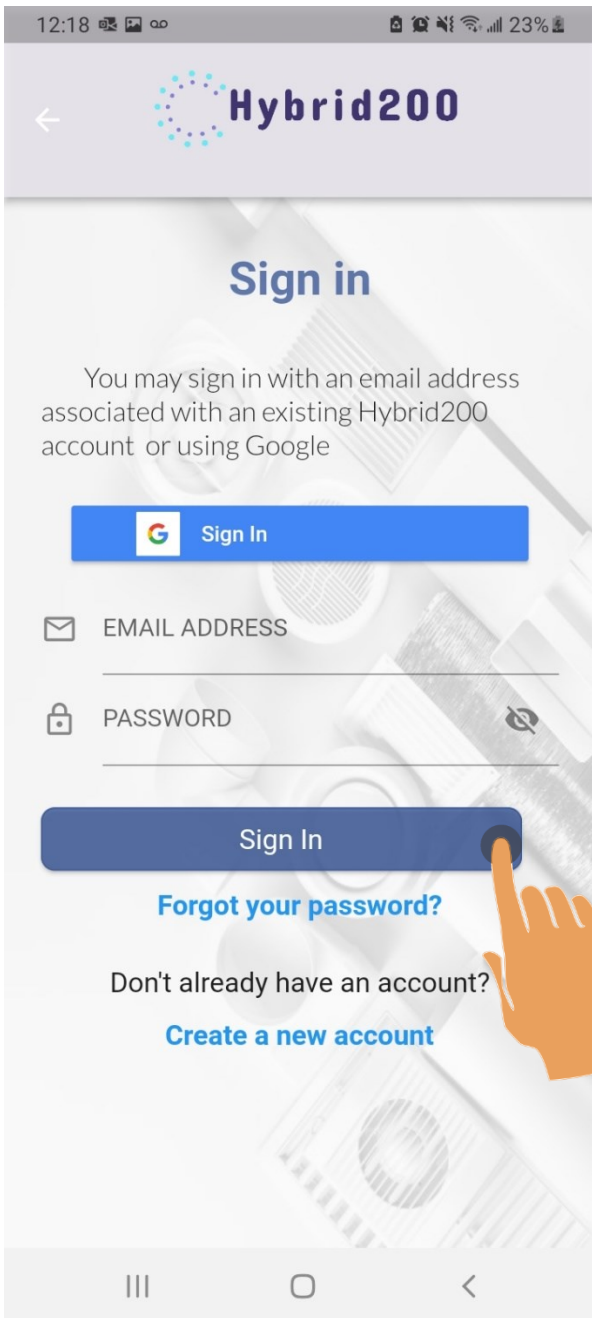 12:18 23%
Hybrid200
Sign in
You may sign in with an email address
associated with an existing Hybrid200
account or using Google
G Sign In
EMAIL ADDRESS
PASSWORD
Sign In
Forgot your password?
Don't already have an account?
Create a new account